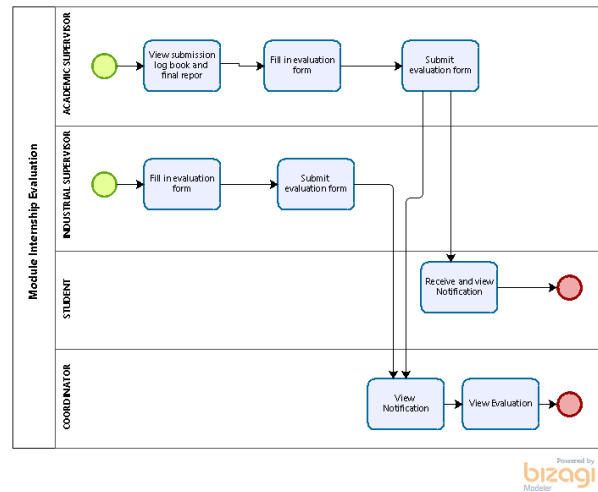 Module Internship Evaluation
ACADEMIC SUPERVISOR
View submission
log book and
final repor
Fill in evaluation
form
Submit
evaluation form
INDUSTRIAL SUPERVISOR
Fill in evaluation
form
Submit
evaluation form
STUDENT
Receive and view
Notification
COORDINATOR
View
Notification
View Evaluation
Powered by
bizagi
Modeler